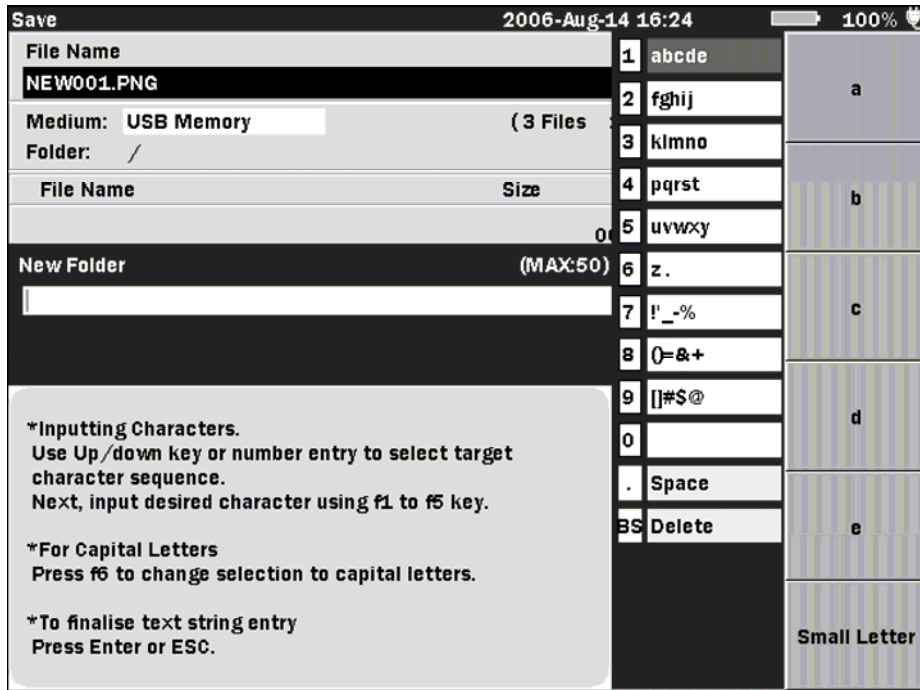 Save 2006-Aug-14 16:24 100%
File Name
NEW001.PNG
Medium: USB Memory (3 Files
Folder: /
File Name Size
New Folder (MAX:50)
*Inputting Characters.
Use Up/down key or number entry to select target
character sequence.
Next, input desired character using f1 to f5 key.
*For Capital Letters
Press f6 to change selection to capital letters.
*To finalise text string entry
Press Enter or ESC.
1 abcde
2 fghij
3 klmno
4 pqrst
5 uvwxy
6 z.
7 !'_-%
8 ()=&+
9 []#$@
0
. Space
BS Delete
a
b
c
d
e
Small Letter